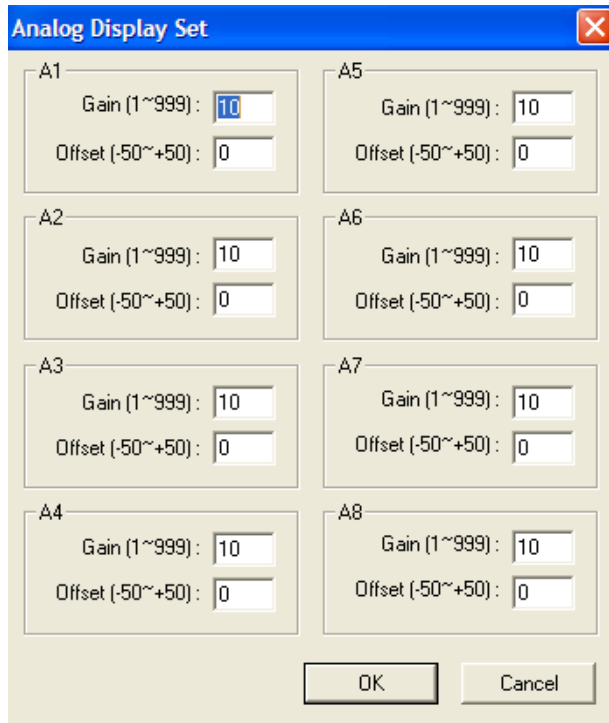 Analog Display Set
A1
Gain (1~999) : 10
Offset (-50~+50) : 0
A2
Gain (1~999) : 10
Offset (-50~+50) : 0
A3
Gain (1~999) : 10
Offset (-50~+50) : 0
A4
Gain (1~999) : 10
Offset (-50~+50) : 0
A5
Gain (1~999) : 10
Offset (-50~+50) : 0
A6
Gain (1~999) : 10
Offset (-50~+50) : 0
A7
Gain (1~999) : 10
Offset (-50~+50) : 0
A8
Gain (1~999) : 10
Offset (-50~+50) : 0
OK Cancel